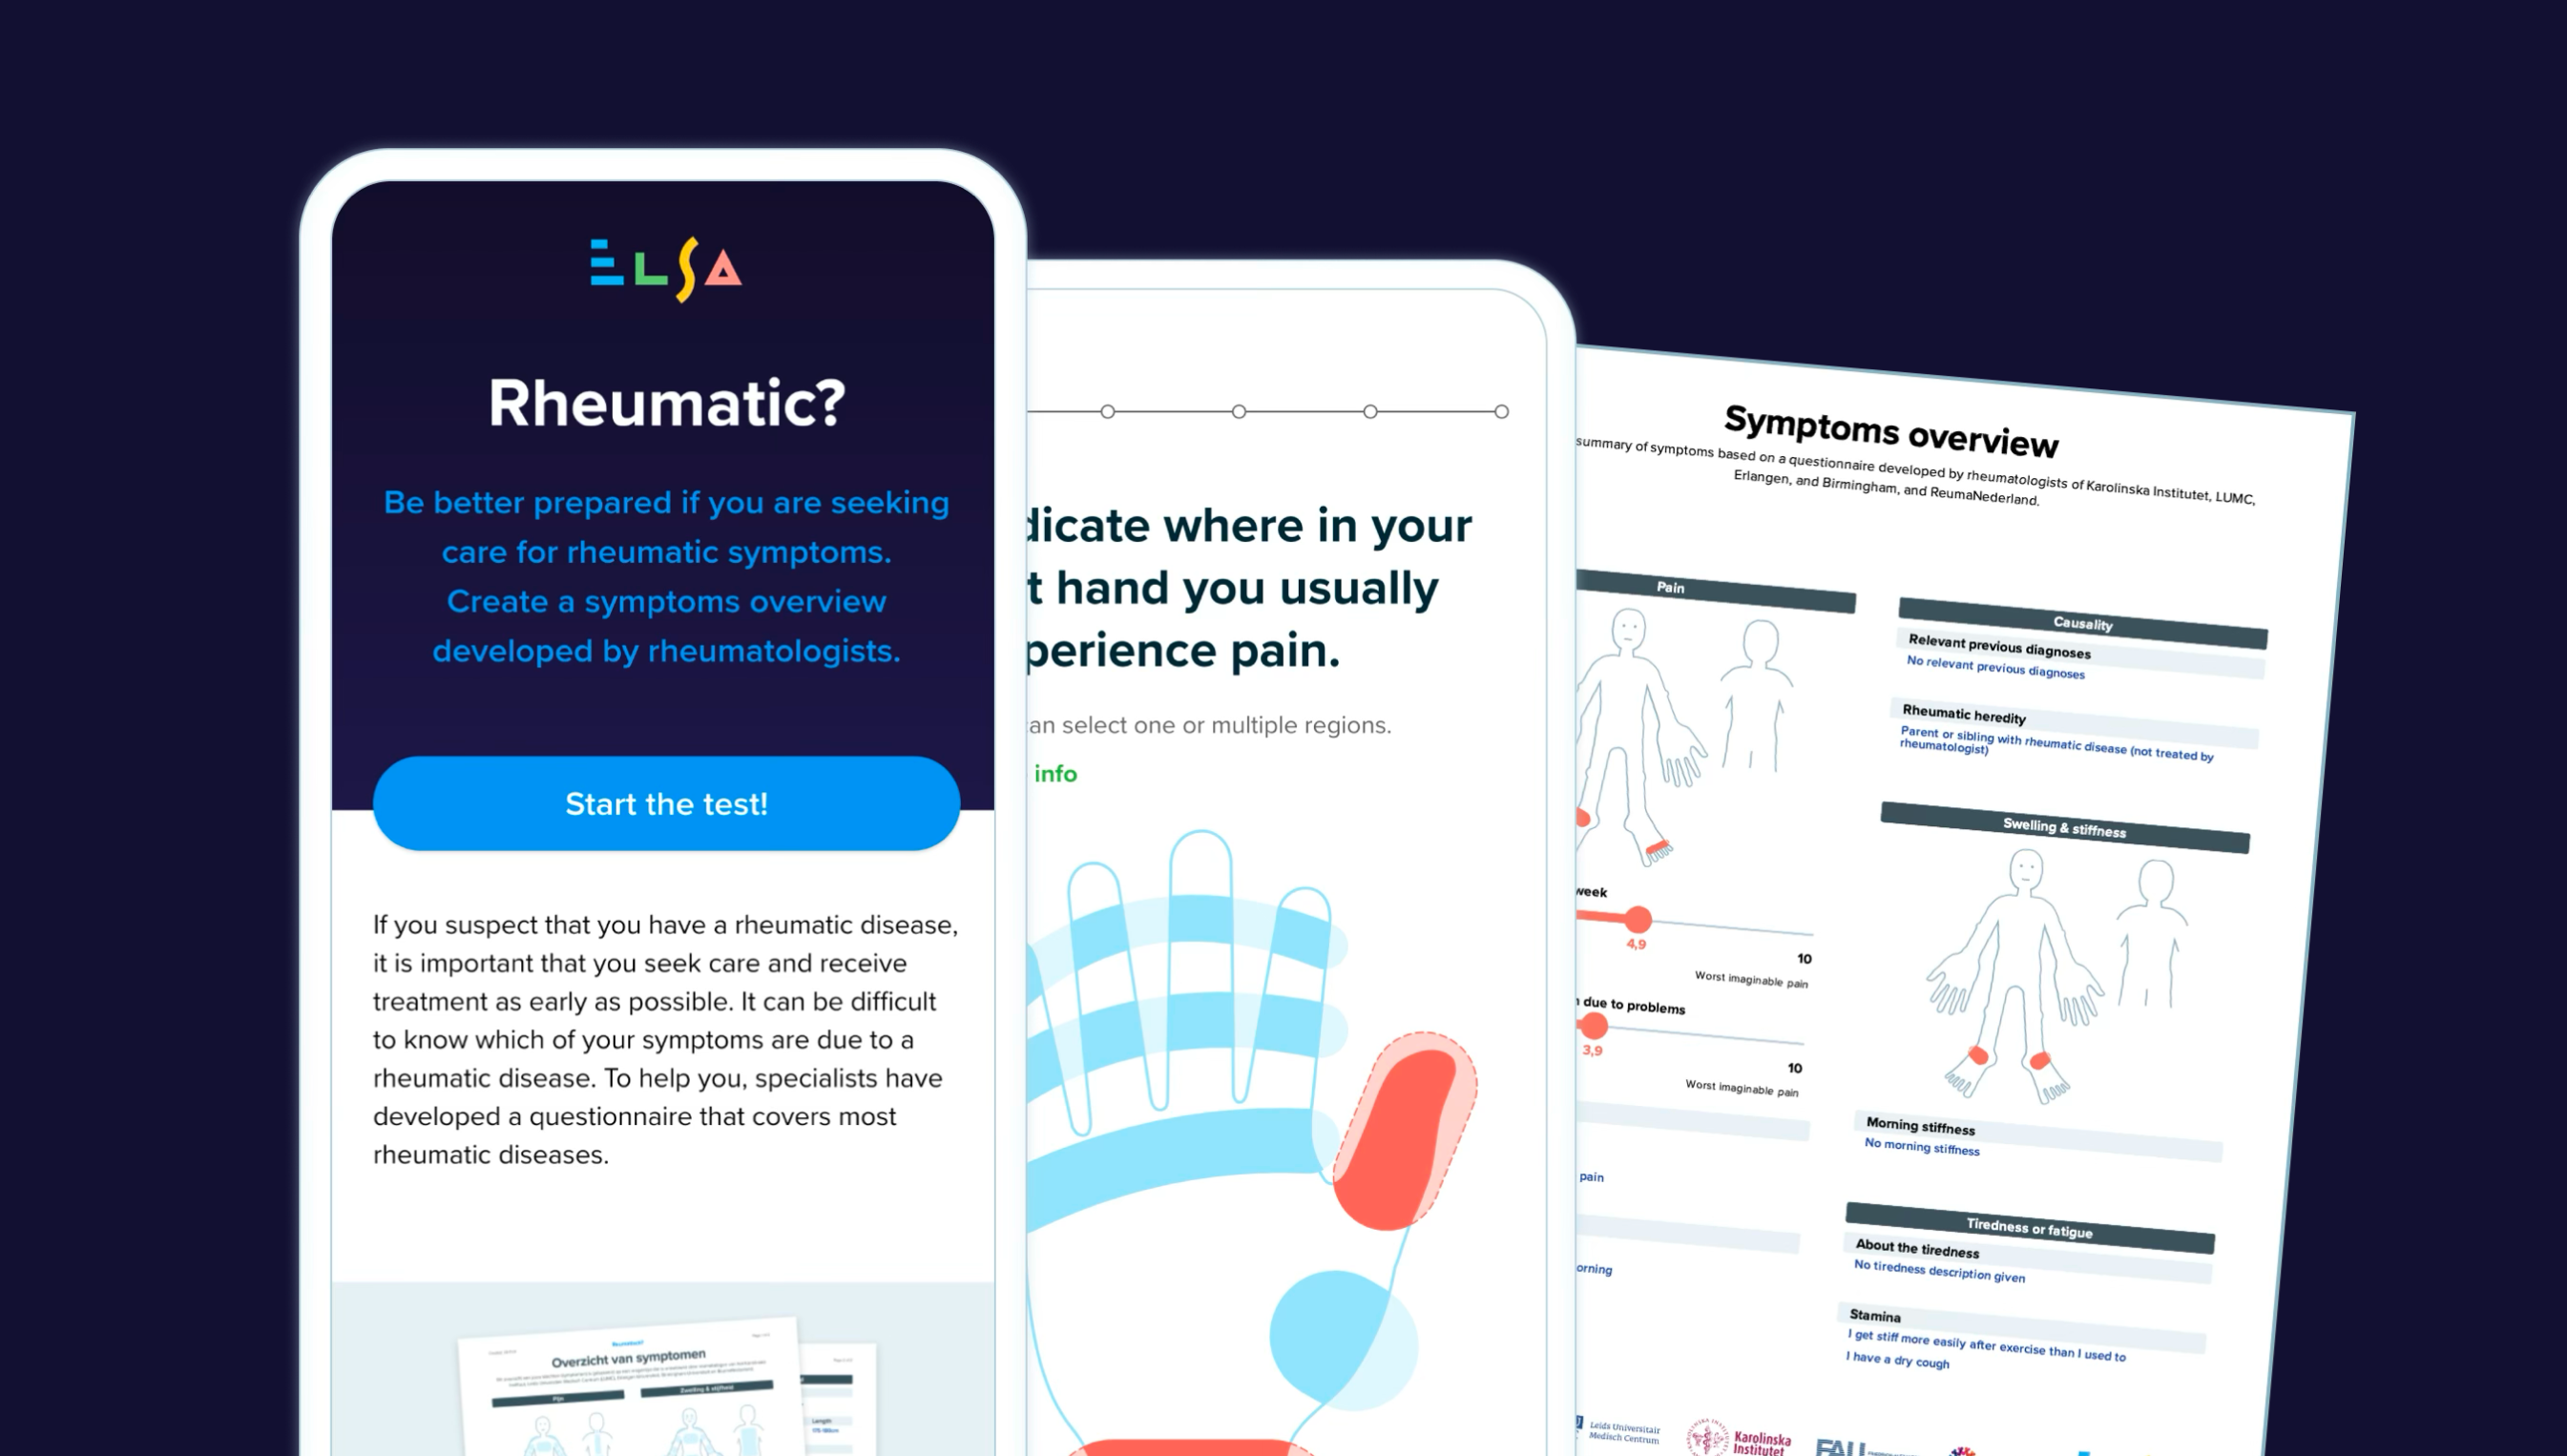 ELSA
Rheumatic?
Be better prepared if you are seeking
care for rheumatic symptoms.
Create a symptoms overview
developed by rheumatologists.
Start the test!
If you suspect that you have a rheumatic disease,
it is important that you seek care and receive
treatment as early as possible. It can be difficult
to know which of your symptoms are due to a
rheumatic disease. To help you, specialists have
developed a questionnaire that covers most
rheumatic diseases.
Overzicht van symptomen
Pijn
Zwelling & stijfheid
Length
dicate where in your
t hand you usually
perience pain.
an select one or multiple regions.
info
Symptoms overview
summary of symptoms based on a questionnaire developed by rheumatologists of Karolinska Institutet, LUMC,
Erlangen, and Birmingham, and ReumaNederland.
Pain
week
4,9
10
Worst imaginable pain
due to problems
3,9
10
Worst imaginable pain
pain
orning
Causality
Relevant previous diagnoses
No relevant previous diagnoses
Rheumatic heredity
Parent or sibling with rheumatic disease (not treated by
rheumatologist)
Swelling & stiffness
Morning stiffness
No morning stiffness
Tiredness or fatigue
About the tiredness
No tiredness description given
Stamina
I get stiff more easily after exercise than I used to
I have a dry cough
Leids Universitair
Medisch Centrum
Karolinska
Institutet
FAU